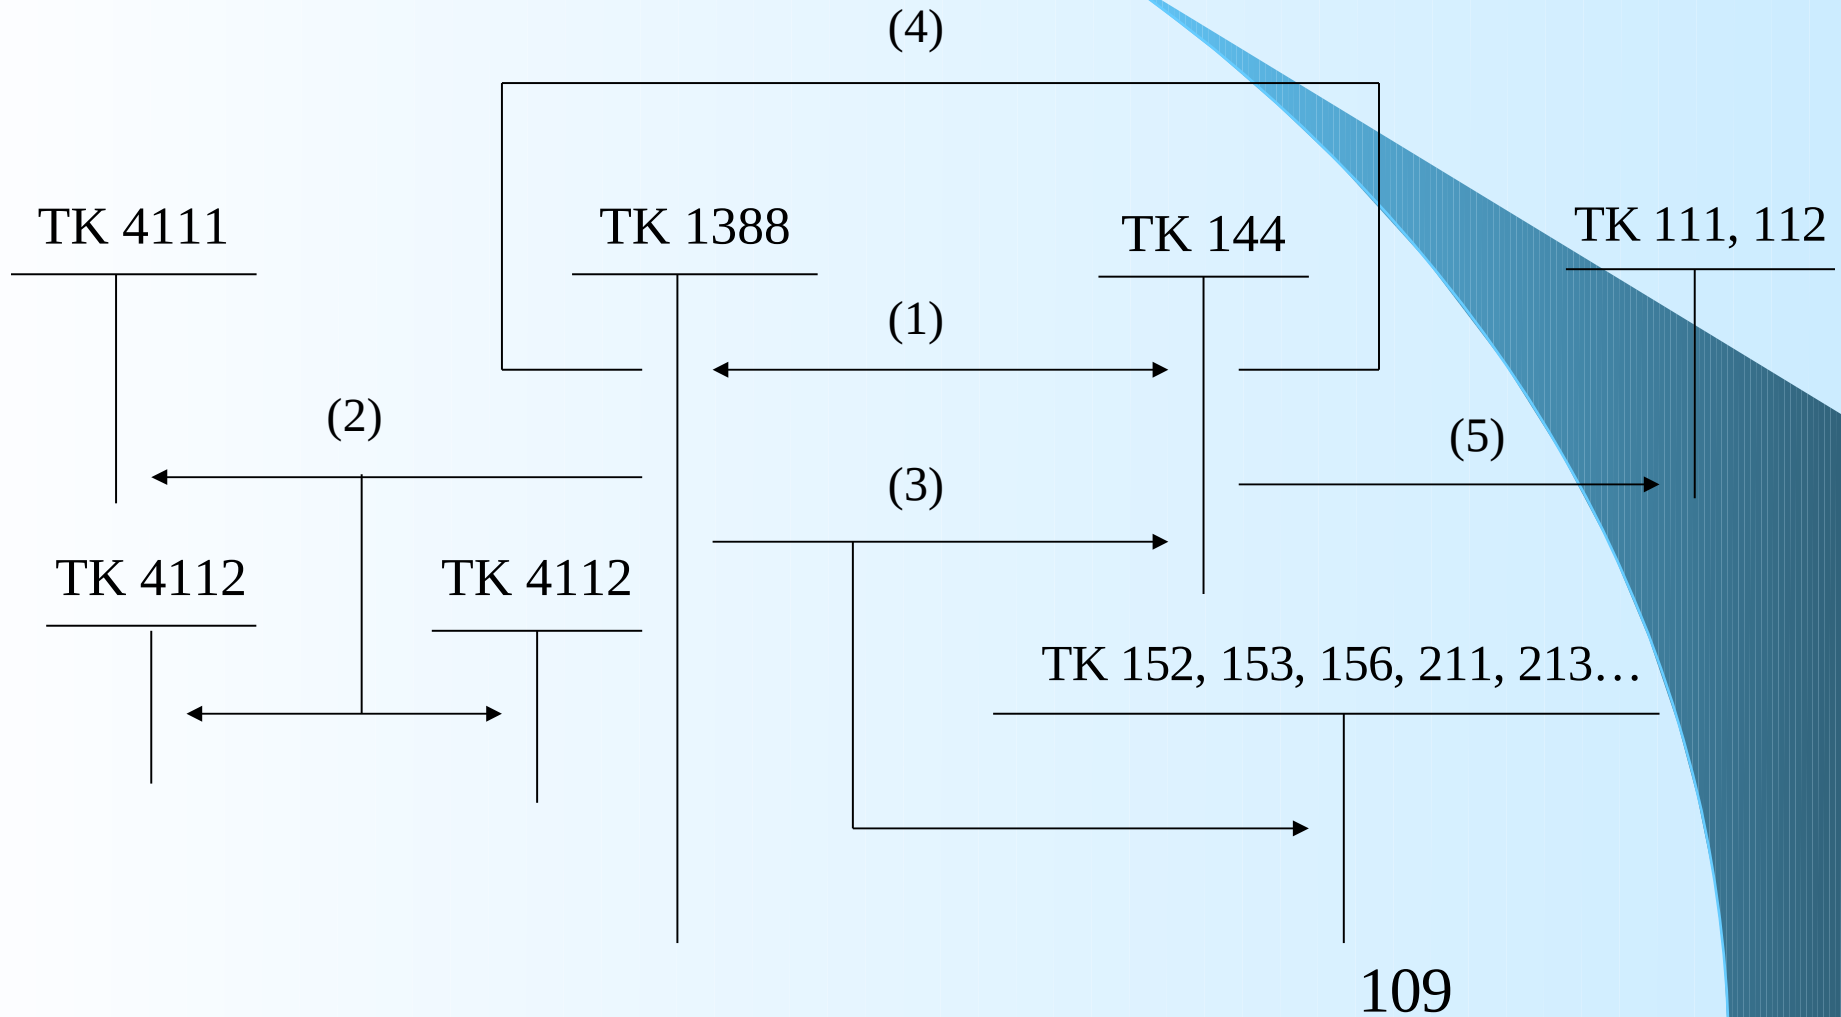 (4)
TK 4111
TK 1388
TK 144
TK 111, 112
(1)
(2)
(5)
(3)
TK 4112
TK 4112
TK 152, 153, 156, 211, 213…
109